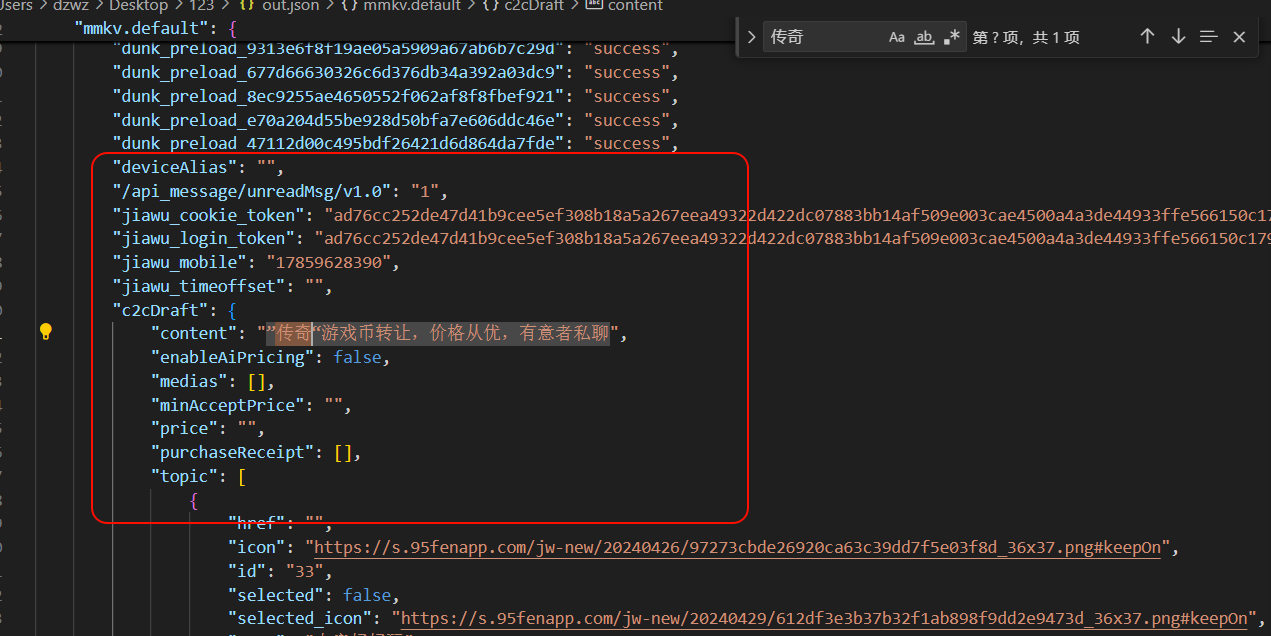 Users > dzwz > Desktop > 123 > {} out.json > {} mmkv.default > {} c2cDraft > abc content
"mmkv.default": {
传奇
Aa
ab
.*
第 ? 项，共 1 项
"dunk_preload_9313e6f8f19ae05a5909a67ab6b7c29d": "success",
"dunk_preload_677d66630326c6d376db34a392a03dc9": "success",
"dunk_preload_8ec9255ae4650552f062af8f8fbef921": "success",
"dunk_preload_e70a204d55be928d50bfa7e606ddc46e": "success",
"dunk_preload_47112d00c495bdf26421d6d864da7fde": "success",
"deviceAlias": "",
"/api_message/unreadMsg/v1.0": "1",
"jiawu_cookie_token": "ad76cc252de47d41b9cee5ef308b18a5a267eea49322d422dc07883bb14af509e003cae4500a4a3de44933ffe566150c17
"jiawu_login_token": "ad76cc252de47d41b9cee5ef308b18a5a267eea49322d422dc07883bb14af509e003cae4500a4a3de44933ffe566150c179
"jiawu_mobile": "17859628390",
"jiawu_timeoffset": "",
"c2cDraft": {
"content": "”传奇“游戏币转让，价格从优，有意者私聊",
"enableAiPricing": false,
"medias": [],
"minAcceptPrice": "",
"price": "",
"purchaseReceipt": [],
"topic": [
{
"href": "",
"icon": "https://s.95fenapp.com/jw-new/20240426/97273cbde26920ca63c39dd7f5e03f8d_36x37.png#keepOn",
"id": "33",
"selected": false,
"selected_icon": "https://s.95fenapp.com/jw-new/20240429/612df3e3b37b32f1ab898f9dd2e9473d_36x37.png#keepOn",